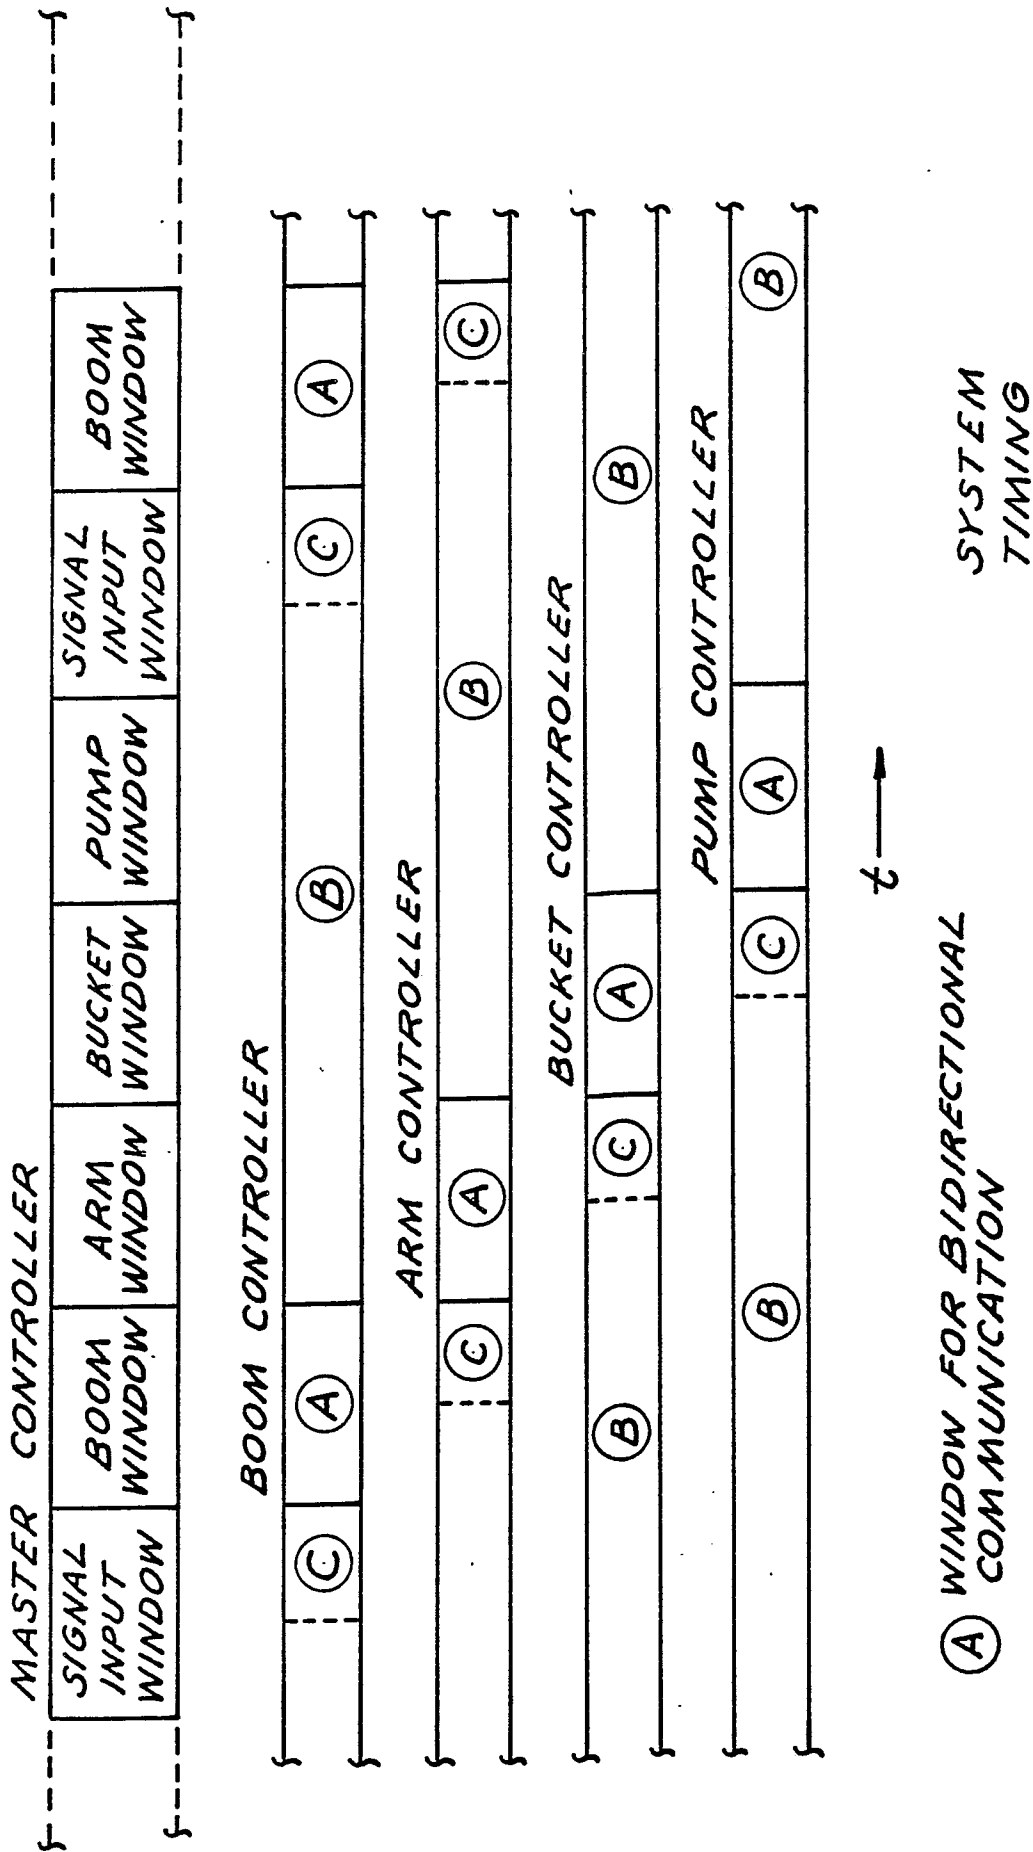 MASTER CONTROLLER
SIGNAL
INPUT
WINDOW
BOOM
WINDOW
ARM
WINDOW
BUCKET
WINDOW
PUMP
WINDOW
SIGNAL
INPUT
WINDOW
BOOM
WINDOW
BOOM CONTROLLER
C
A
B
C
A
ARM CONTROLLER
C
A
B
C
BUCKET CONTROLLER
B
C
A
B
PUMP CONTROLLER
B
C
A
B
t
A WINDOW FOR BIDIRECTIONAL
COMMUNICATION
SYSTEM
TIMING